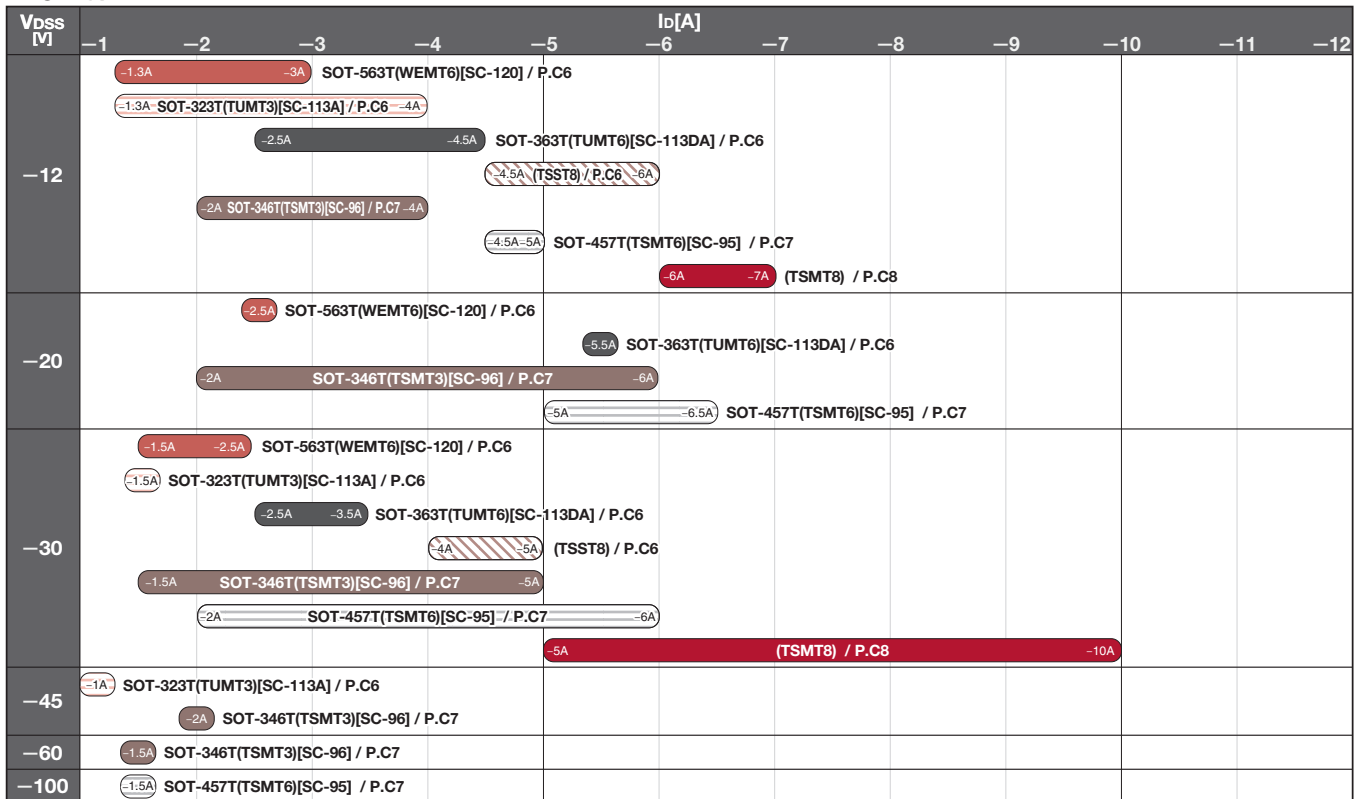 VDSS [V]
ID[A]
−1 −2 −3 −4 −5 −6 −7 −8 −9 −10 −11 −12
−12
−1.3A −3A SOT-563T(WEMT6)[SC-120] / P.C6
−1.3A SOT-323T(TUMT3)[SC-113A] / P.C6 −4A
−2.5A −4.5A SOT-363T(TUMT6)[SC-113DA] / P.C6
−4.5A (TSST8) / P.C6 −6A
−2A SOT-346T(TSMT3)[SC-96] / P.C7 −4A
−4.5A −5A SOT-457T(TSMT6)[SC-95] / P.C7
−6A −7A (TSMT8) / P.C8
−20
−2.5A SOT-563T(WEMT6)[SC-120] / P.C6
−5.5A SOT-363T(TUMT6)[SC-113DA] / P.C6
−2A SOT-346T(TSMT3)[SC-96] / P.C7 −6A
−5A −6.5A SOT-457T(TSMT6)[SC-95] / P.C7
−30
−1.5A −2.5A SOT-563T(WEMT6)[SC-120] / P.C6
−1.5A SOT-323T(TUMT3)[SC-113A] / P.C6
−2.5A −3.5A SOT-363T(TUMT6)[SC-113DA] / P.C6
−4A −5A (TSST8) / P.C6
−1.5A SOT-346T(TSMT3)[SC-96] / P.C7 −5A
−2A SOT-457T(TSMT6)[SC-95] / P.C7 −6A
−5A (TSMT8) / P.C8 −10A
−45
−1A SOT-323T(TUMT3)[SC-113A] / P.C6
−2A SOT-346T(TSMT3)[SC-96] / P.C7
−60
−1.5A SOT-346T(TSMT3)[SC-96] / P.C7
−100
−1.5A SOT-457T(TSMT6)[SC-95] / P.C7